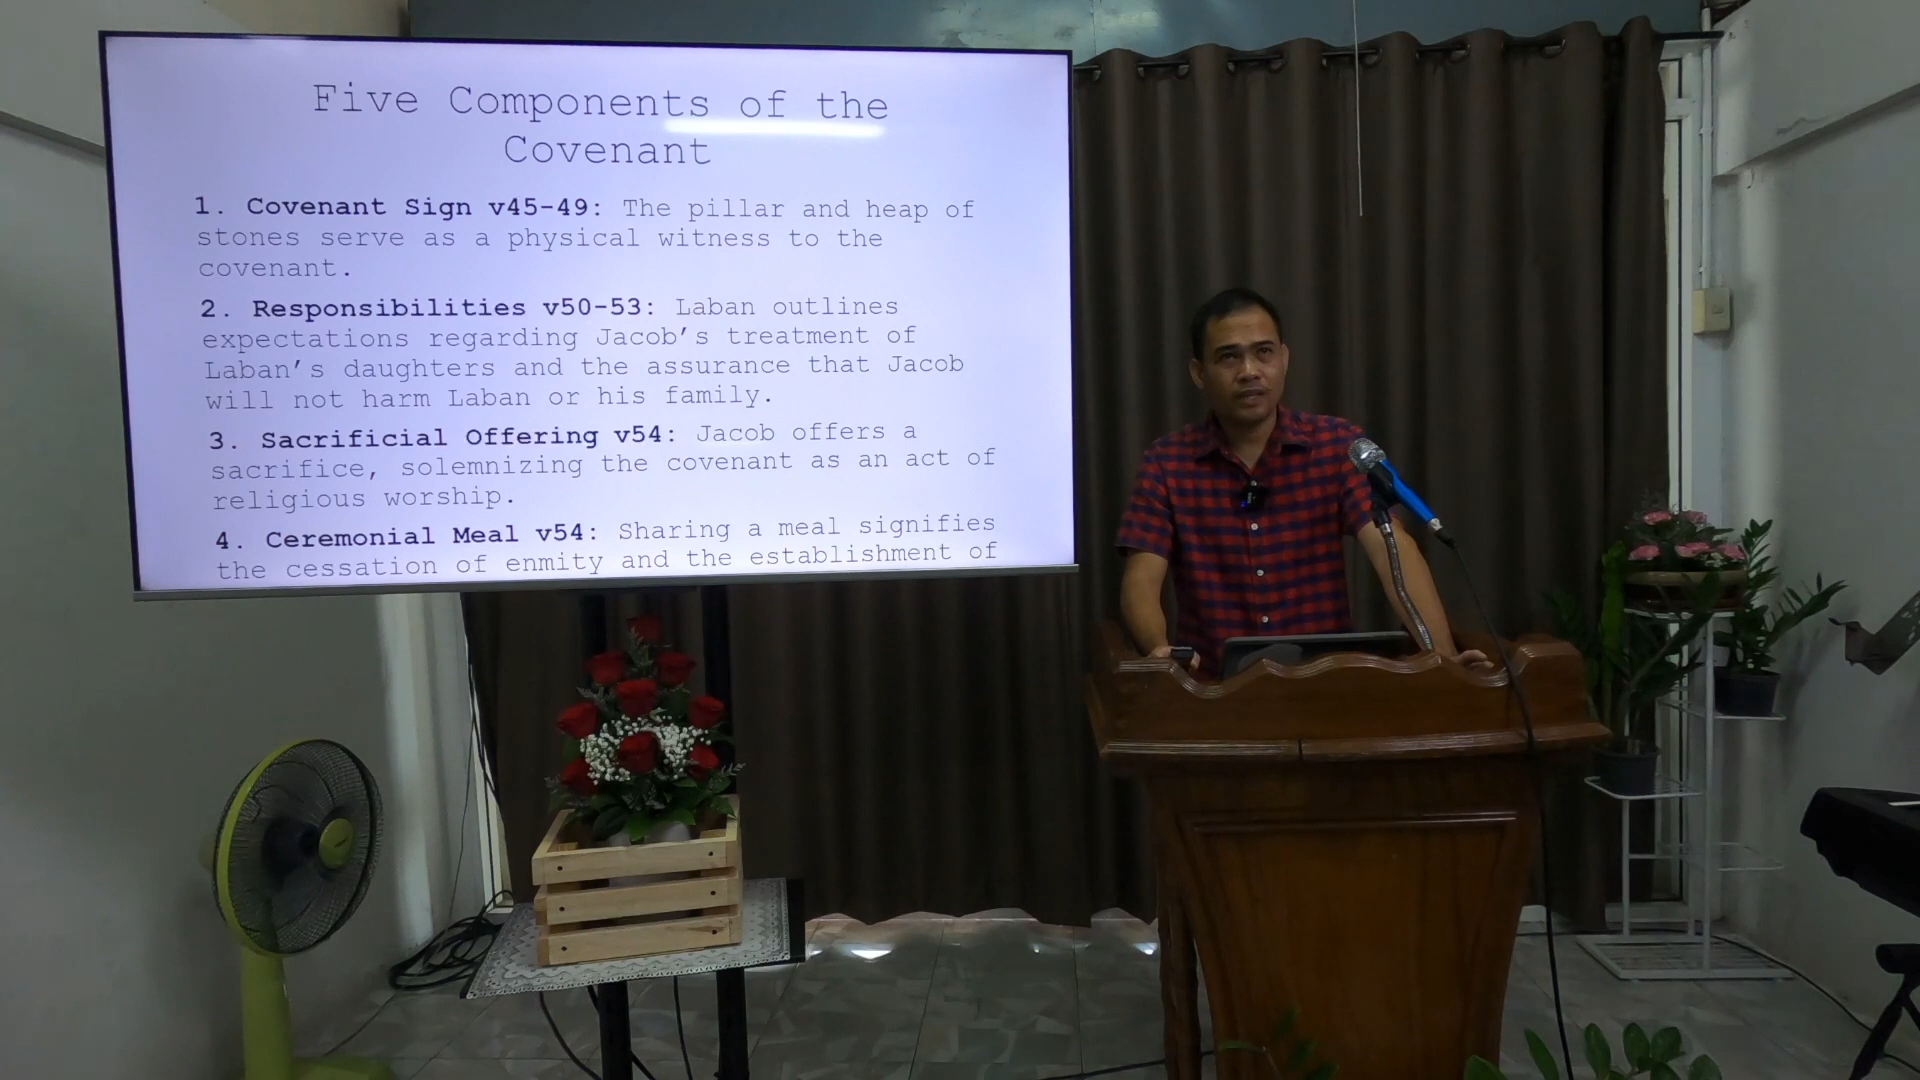 Five Components of the
Covenant
1. Covenant Sign v45-49: The pillar and heap of
stones serve as a physical witness to the
covenant.
2. Responsibilities v50-53: Laban outlines
expectations regarding Jacob's treatment of
Laban's daughters and the assurance that Jacob
will not harm Laban or his family.
3. Sacrificial Offering v54: Jacob offers a
sacrifice, solemnizing the covenant as an act of
religious worship.
4. Ceremonial Meal v54: Sharing a meal signifies
the cessation of enmity and the establishment of